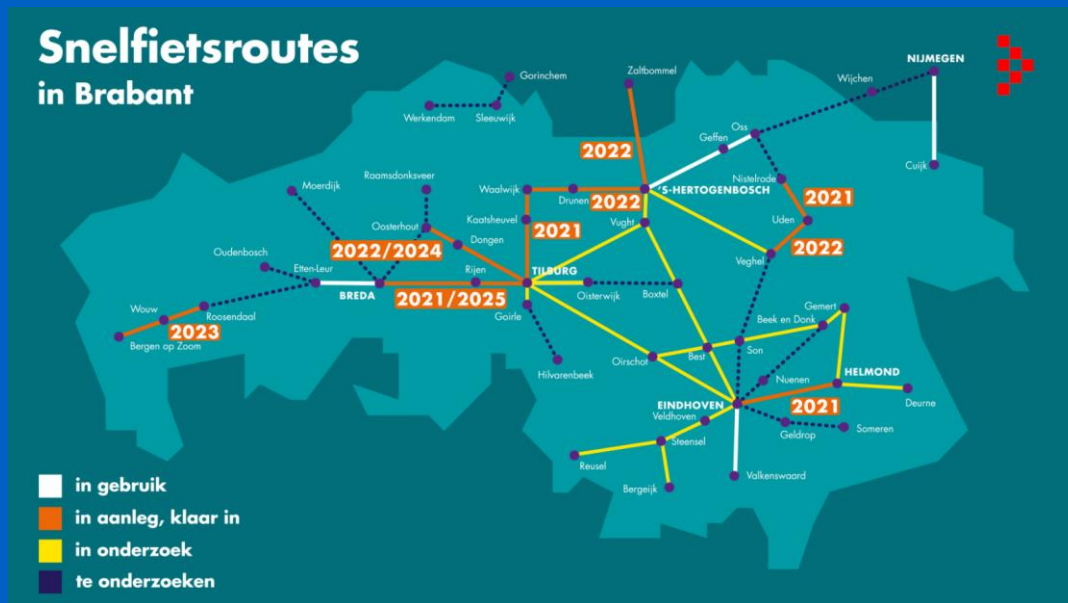 Snelfietsroutes
in Brabant
NIJMEGEN
Zaltbommel
Gorinchem
Wijchen
Werkendam
Sleeuwijk
Oss
Geffen
2022
Cuijk
Nistelrode
Moerdijk
Raamsdonksveer
Waalwijk
'S-HERTOGENBOSCH
2021
Drunen
2022
Kaatsheuvel
Vught
Uden
Oosterhout
2021
Dongen
2022
2022/2024
Veghel
Oudenbosch
Etten-Leur
Rijen
TILBURG
BREDA
2021/2025
Oisterwijk
Boxtel
Wouw
Roosendaal
Goirle
Gemert
Beek en Donk
2023
Bergen op Zoom
Son
Oirschot
Best
Hilvarenbeek
HELMOND
Nuenen
EINDHOVEN
2021
Deurne
Veldhoven
Geldrop
Someren
Steensel
Reusel
Valkenswaard
Bergeijk
in gebruik
in aanleg, klaar in
in onderzoek
te onderzoeken